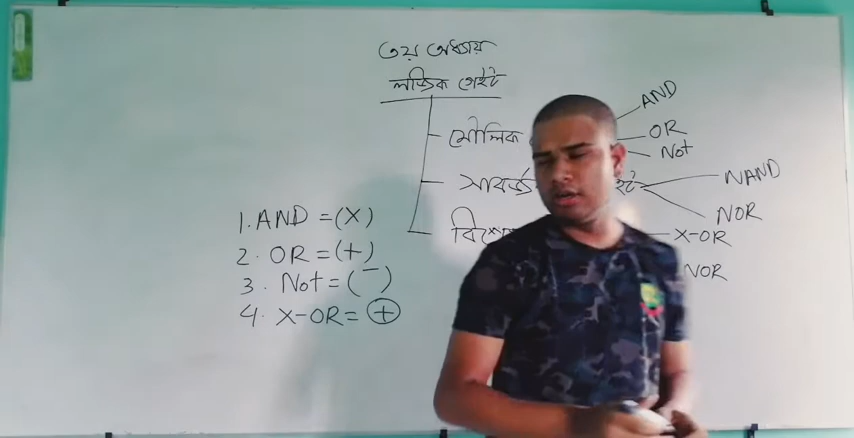 ৩য় অধ্যায়
লজিক গেইট
মৌলিক
AND
OR
Not
NAND
NOR
X-OR
NOR
1. AND = (X)
2. OR = (+)
3. Not = (‾)
4. X-OR = ⊕